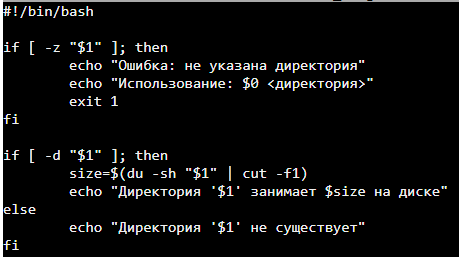 #!/bin/bash

if [ -z "$1" ]; then
        echo "Ошибка: не указана директория"
        echo "Использование: $0 <директория>"
        exit 1
fi

if [ -d "$1" ]; then
        size=$(du -sh "$1" | cut -f1)
        echo "Директория '$1' занимает $size на диске"
else
        echo "Директория '$1' не существует"
fi